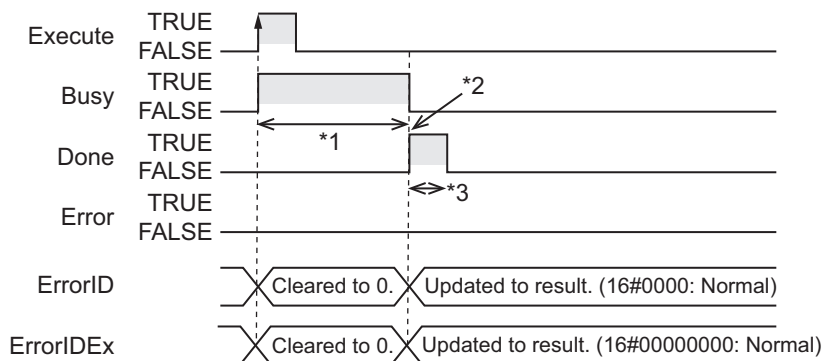 Execute TRUE
FALSE
Busy TRUE
FALSE
*2
*1
Done TRUE
FALSE
*3
Error TRUE
FALSE
ErrorID Cleared to 0. Updated to result. (16#0000: Normal)
ErrorIDEx Cleared to 0. Updated to result. (16#00000000: Normal)